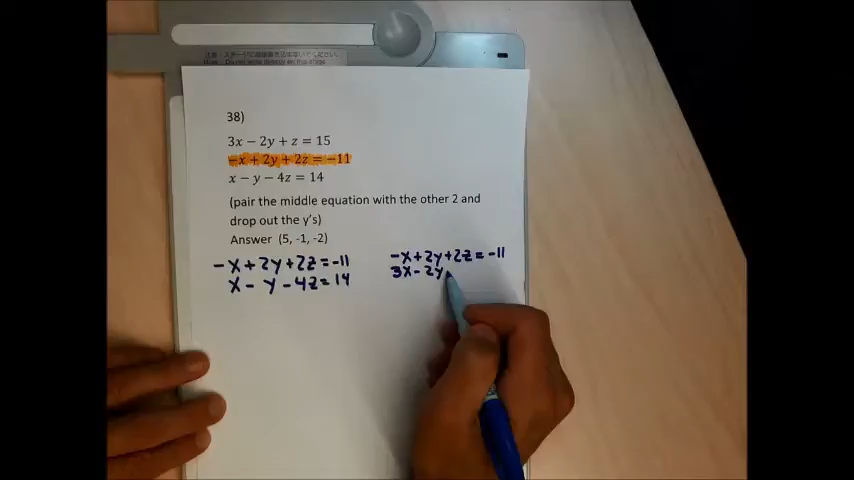 38)
3x − 2y + z = 15
−x + 2y + 2z = −11
x − y − 4z = 14
(pair the middle equation with the other 2 and
drop out the y's)
Answer (5, -1, -2)
-x+2y+2z=-11
x- y -4z=14
-x+2y+2z=-11
3x-2y